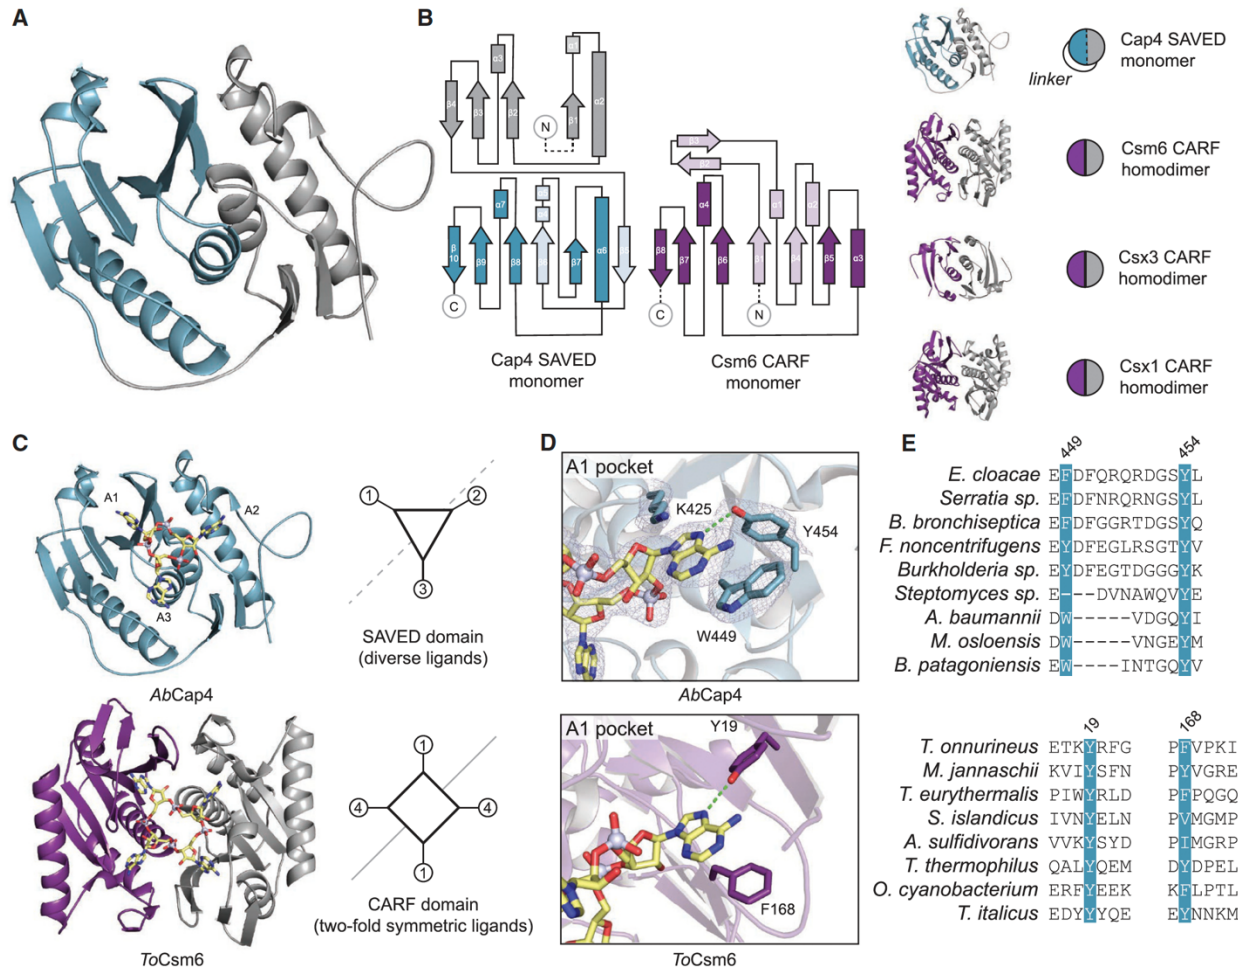 A
B
α3
α1
α2
β4
β3
β2
β1
N
α7
α6
β
10
β9
β8
β6
β7
β5
C
Cap4 SAVED
monomer
β3
β2
α4
α1
α2
β8
β7
β6
β1
β4
β5
α3
C
N
Csm6 CARF
monomer
linker
Cap4 SAVED
monomer
Csm6 CARF
homodimer
Csx3 CARF
homodimer
Csx1 CARF
homodimer
C
A1
A2
A3
AbCap4
1
2
3
SAVED domain
(diverse ligands)
ToCsm6
1
4
4
1
CARF domain
(two-fold symmetric ligands)
D
A1 pocket
K425
Y454
W449
AbCap4
A1 pocket
Y19
F168
ToCsm6
E
449 454
E. cloacae EFDFQRQRDGSYL
Serratia sp. EFDFNRQRNGSYL
B. bronchiseptica EFDFGGRTDGSYQ
F. noncentrifugens EYDFEGLRSGTYV
Burkholderia sp. EYDFEGTDGGGYK
Steptomyces sp. E--DVNAWQVYE
A. baumannii DW-----VDGQYI
M. osloensis DW-----VNGEYM
B. patagoniensis EW----INTGQYV
19 168
T. onnurineus ETKYRFG PFVPKI
M. jannaschii KVIYSFN PYVGRE
T. eurythermalis PIWYRLD PFPQGQ
S. islandicus IVNYELN PVMGMP
A. sulfidivorans VVKYSYD PIMGRP
T. thermophilus QALYQEM DYDPEL
O. cyanobacterium ERFYEEK KFLPTL
T. italicus EDYYYQE EYNNKM